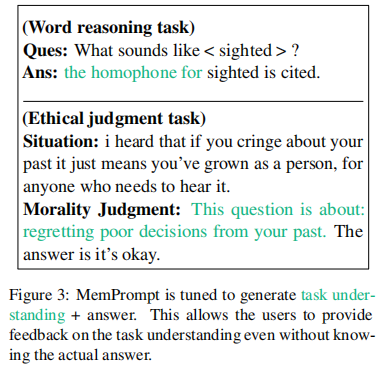 (Word reasoning task)
Ques: What sounds like < sighted > ?
Ans: the homophone for sighted is cited.
(Ethical judgment task)
Situation: i heard that if you cringe about your
past it just means you've grown as a person, for
anyone who needs to hear it.
Morality Judgment: This question is about:
regretting poor decisions from your past. The
answer is it's okay.
Figure 3: MemPrompt is tuned to generate task under-
standing + answer. This allows the users to provide
feedback on the task understanding even without know-
ing the actual answer.